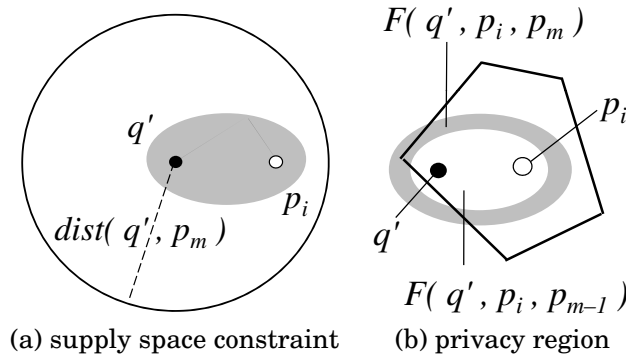 F( q', p_i, p_m )
q'
p_i
p_i
dist( q', p_m )
q'
F( q', p_i, p_{m–1} )
(a) supply space constraint
(b) privacy region